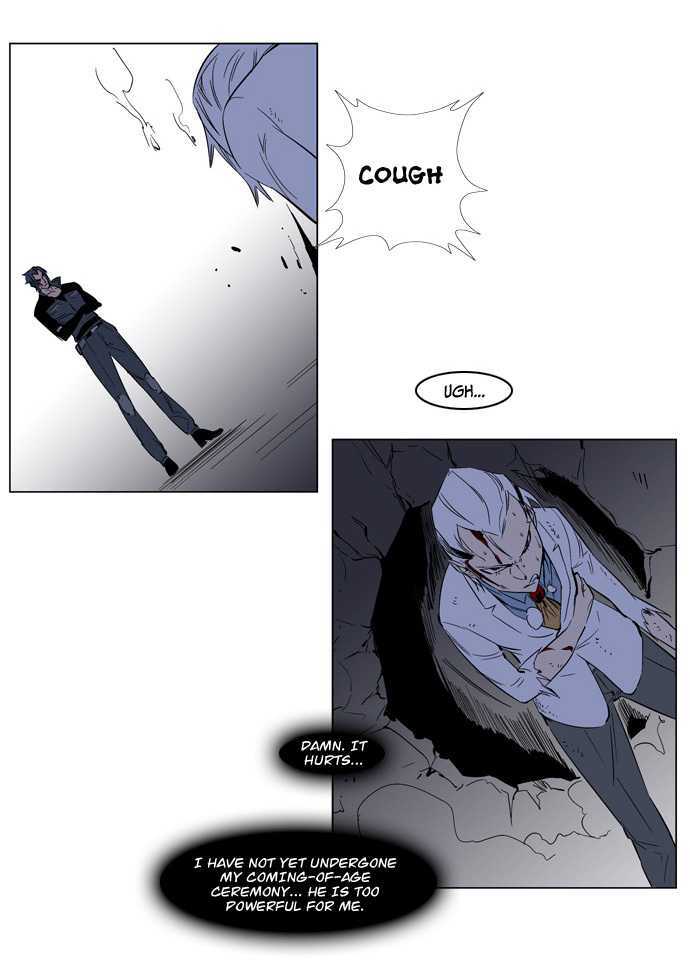 COUGH
UGH...
DAMN. IT
HURTS...
I HAVE NOT YET UNDERGONE
MY COMING-OF-AGE
CEREMONY... HE IS TOO
POWERFUL FOR ME.